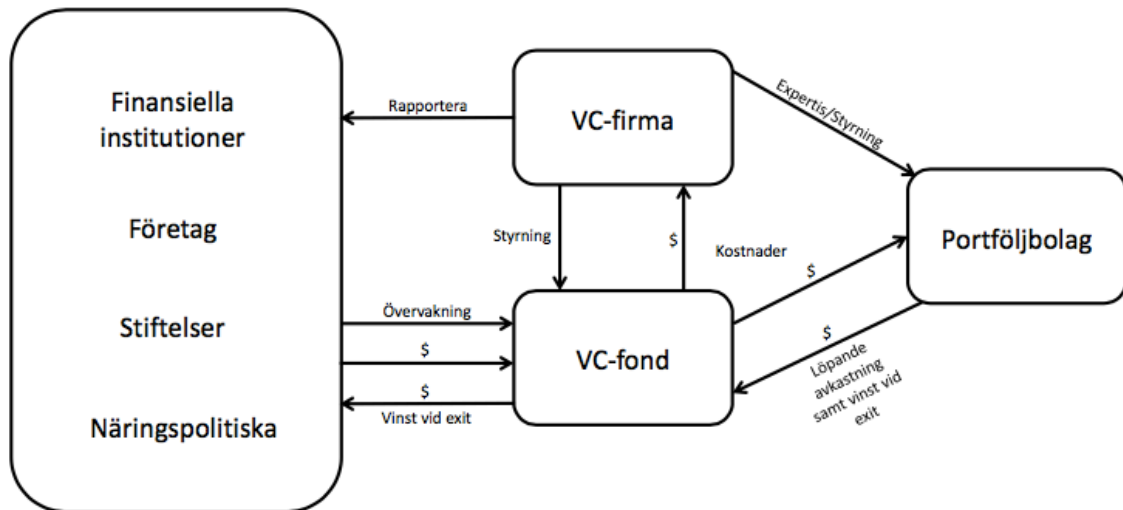 Finansiella
institutioner
Företag
Stiftelser
Näringspolitiska
Rapportera
VC-firma
Expertis/Styrning
Styrning
$
Kostnader
$
Portföljbolag
Övervakning
$
$
Vinst vid exit
VC-fond
$
Löpande
avkastning
samt vinst vid
exit